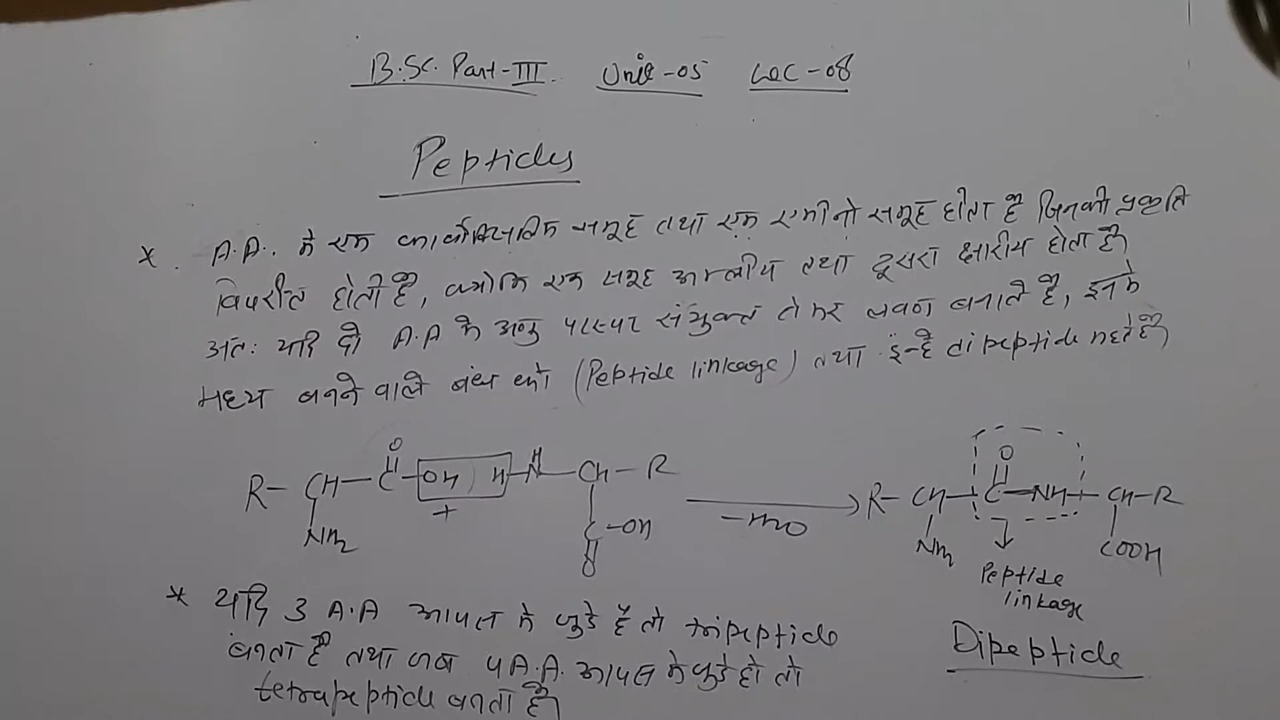 B.Sc. Part-III. Unit-05 Lec-08
Peptides
* A.A. में एक कार्बोक्सिलिक समूह तथा एक एमीनो समूह होता है जिनकी प्रकृति
विपरीत होती है, क्योंकि एक समूह अम्लीय तथा दूसरा क्षारीय होता है
अतः यदि दो A.A के अणु परस्पर संयुक्त हो कर लवण बनाते है, इनके
मध्य बनने वाले बंध को (Peptide linkage) तथा इन्हें dipeptide कहते है
R-CH-C-OH H-N-CH-R
O H
NH2 + C-OH
O
-H2O
R-CH-C-NH-CH-R
O
NH2 COOH
Peptide
linkage
Dipeptide
* यदि 3 A.A आपस में जुड़े हैं तो tripeptide
बनता है तथा जब 4 A.A. आपस में जुड़े हो तो
tetrapeptide बनता है